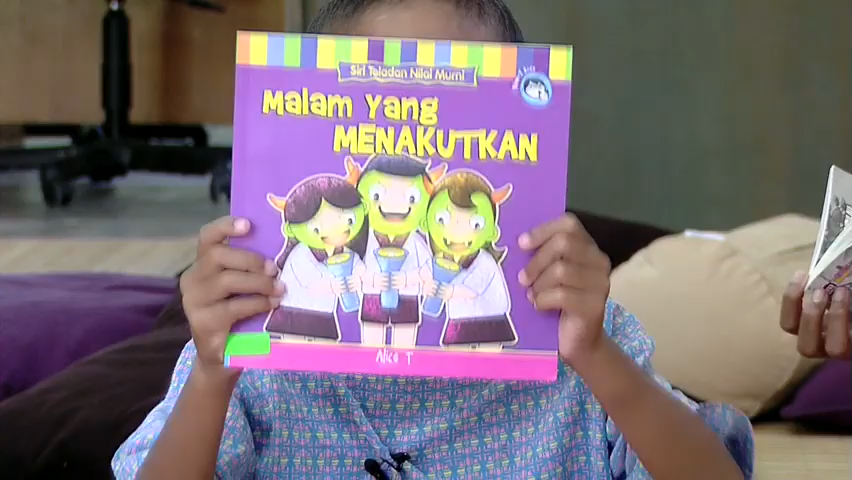 Siri Teladan Nilai Murni
Malam Yang
MENAKUTKAN
Alice T